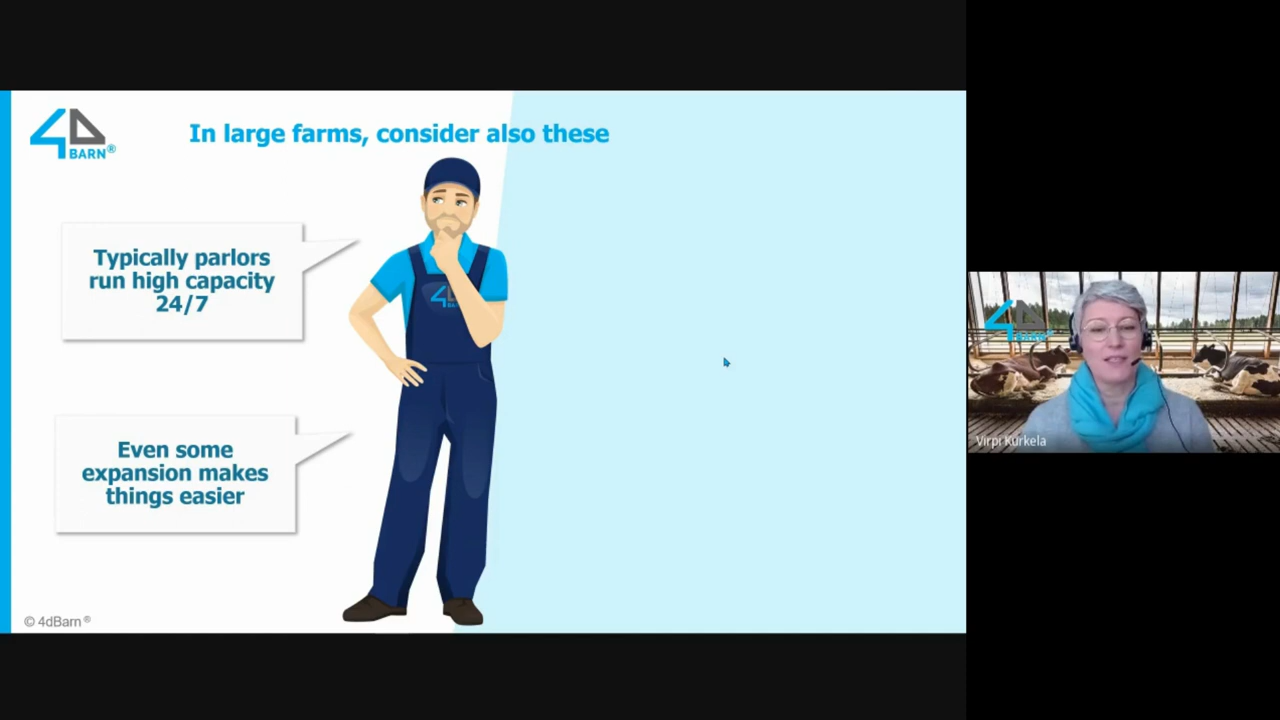 4D
BARN®
In large farms, consider also these
Typically parlors
run high capacity
24/7
Even some
expansion makes
things easier
© 4dBarn®
Virpi Kurkela